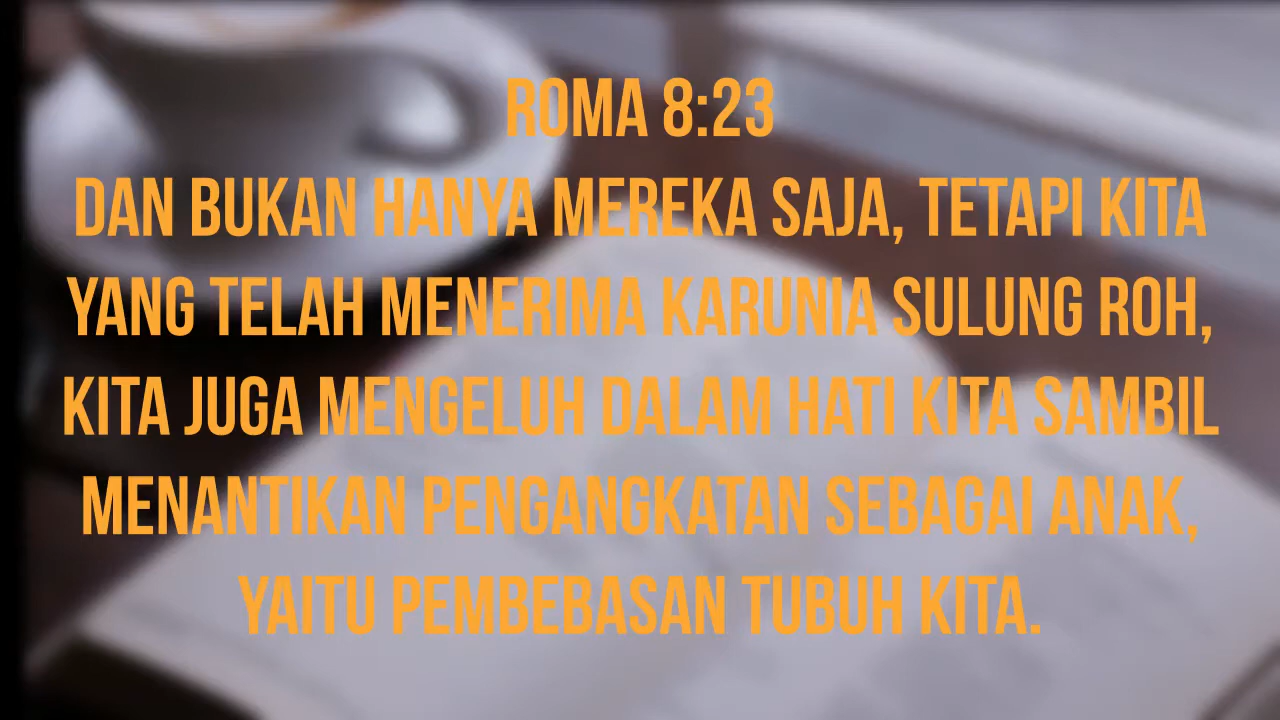 ROMA 8:23
DAN BUKAN HANYA MEREKA SAJA, TETAPI KITA
YANG TELAH MENERIMA KARUNIA SULUNG ROH,
KITA JUGA MENGELUH DALAM HATI KITA SAMBIL
MENANTIKAN PENGANGKATAN SEBAGAI ANAK,
YAITU PEMBEBASAN TUBUH KITA.